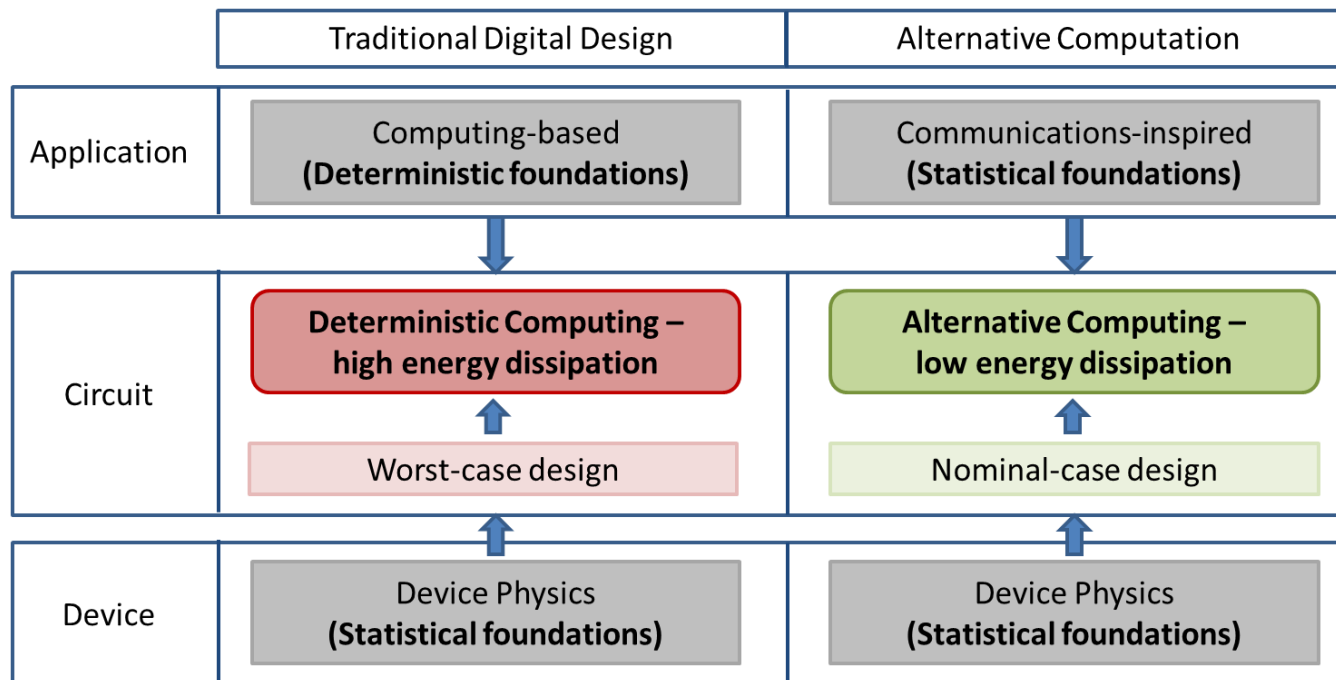 Traditional Digital Design
Alternative Computation
Application
Computing-based
(Deterministic foundations)
Communications-inspired
(Statistical foundations)
Circuit
Deterministic Computing –
high energy dissipation
Alternative Computing –
low energy dissipation
Worst-case design
Nominal-case design
Device
Device Physics
(Statistical foundations)
Device Physics
(Statistical foundations)